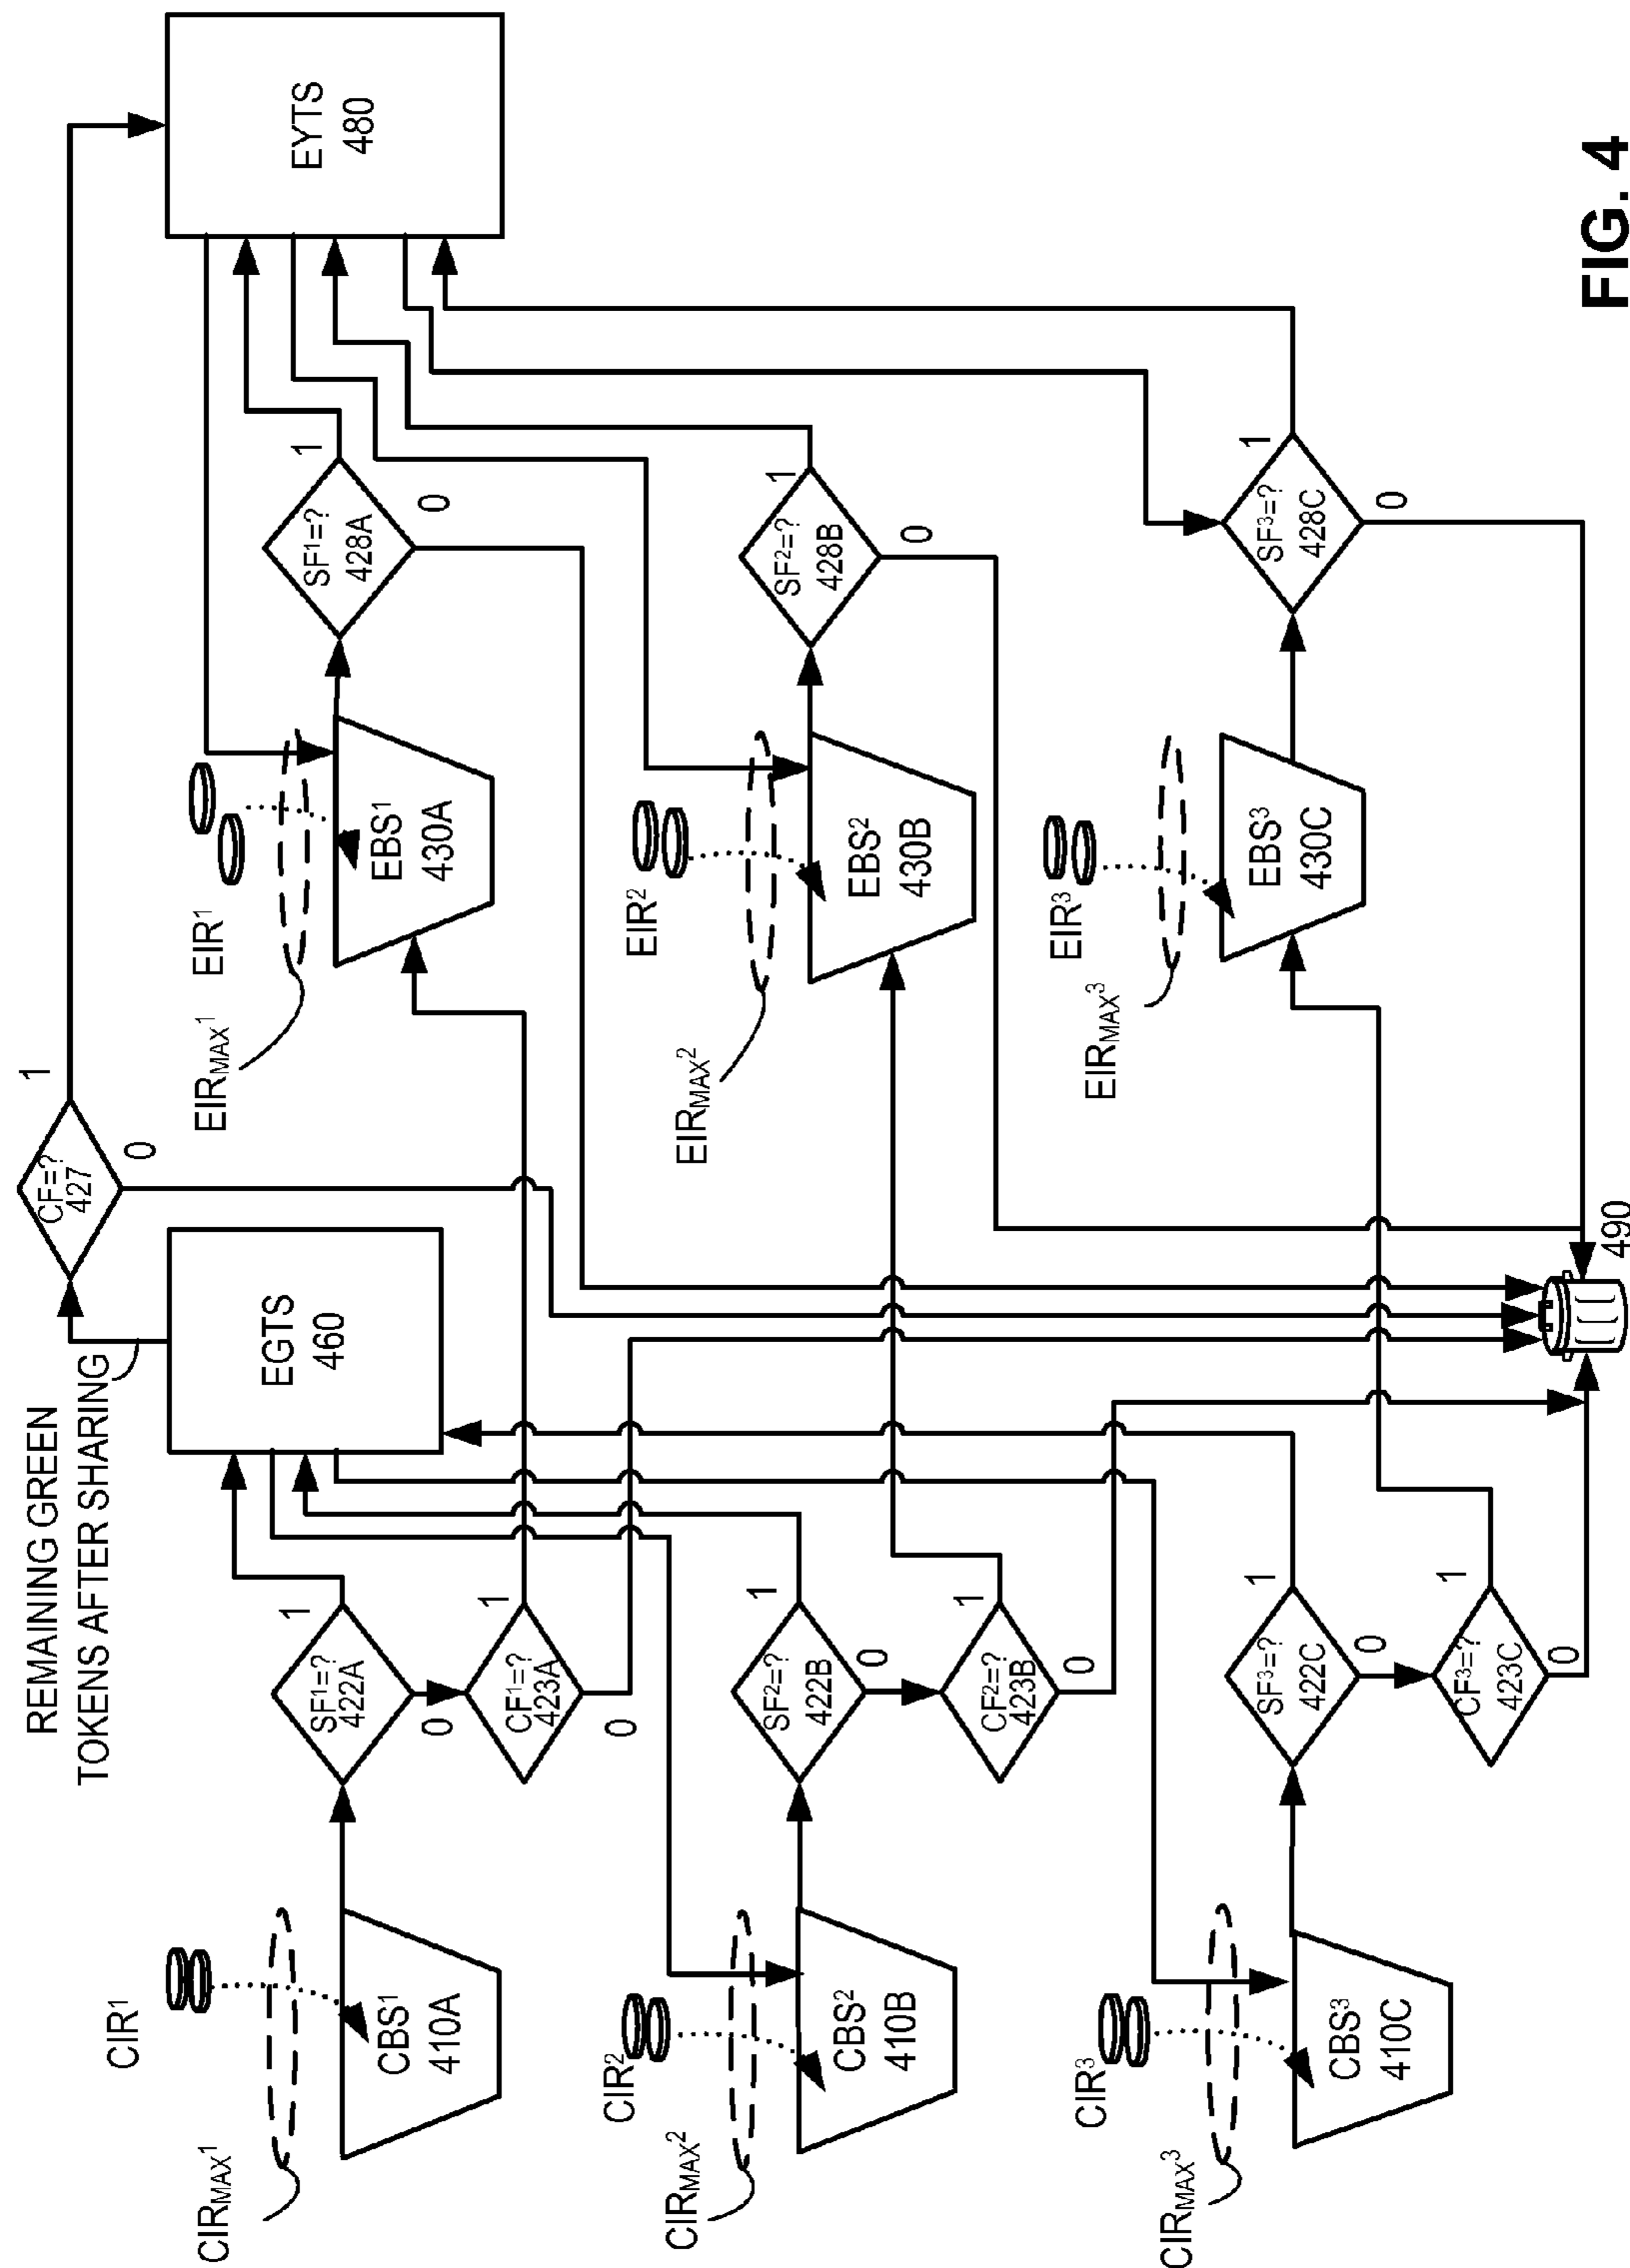 REMAINING GREEN
TOKENS AFTER SHARING
CF=?
427
1
0
EGTS
460
EYTS
480
CIR1
CIRMAX1
CBS1
410A
SF1=?
422A
1
0
CF1=?
423A
1
0
EIR1
EIRMAX1
EBS1
430A
SF1=?
428A
1
0
CIR2
CIRMAX2
CBS2
410B
SF2=?
422B
1
0
CF2=?
423B
1
0
EIR2
EIRMAX2
EBS2
430B
SF2=?
428B
1
0
CIR3
CIRMAX3
CBS3
410C
SF3=?
422C
1
0
CF3=?
423C
1
0
EIR3
EIRMAX3
EBS3
430C
SF3=?
428C
1
0
490
FIG. 4